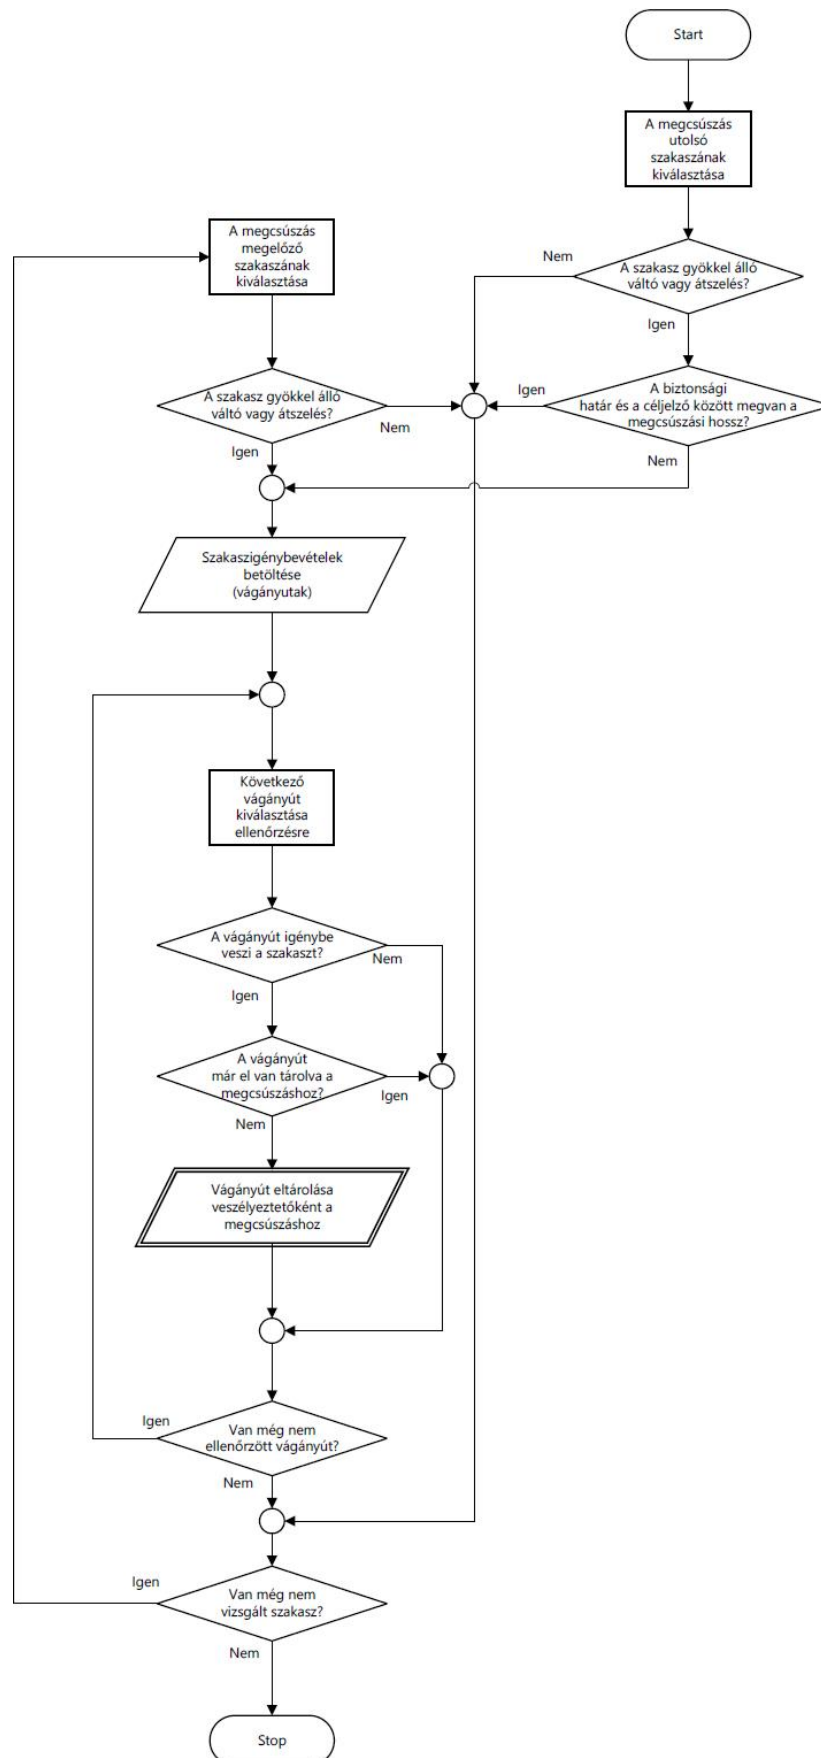 Start
A megcsúszás
utolsó
szakaszának
kiválasztása
A szakasz gyökkel álló
váltó vagy átszelés?
Nem
Igen
A biztonsági
határ és a céljelző között megvan a
megcsúszási hossz?
Igen
Nem
A megcsúszás
megelőző
szakaszának
kiválasztása
A szakasz gyökkel álló
váltó vagy átszelés?
Nem
Igen
Szakaszigénybevételek
betöltése
(vágányutak)
Következő
vágányút
kiválasztása
ellenőrzésre
A vágányút igénybe
veszi a szakaszt?
Nem
Igen
A vágányút
már el van tárolva a
megcsúszáshoz?
Igen
Nem
Vágányút eltárolása
veszélyeztetőként a
megcsúszáshoz
Igen
Van még nem
ellenőrzött vágányút?
Nem
Igen
Van még nem
vizsgált szakasz?
Nem
Stop